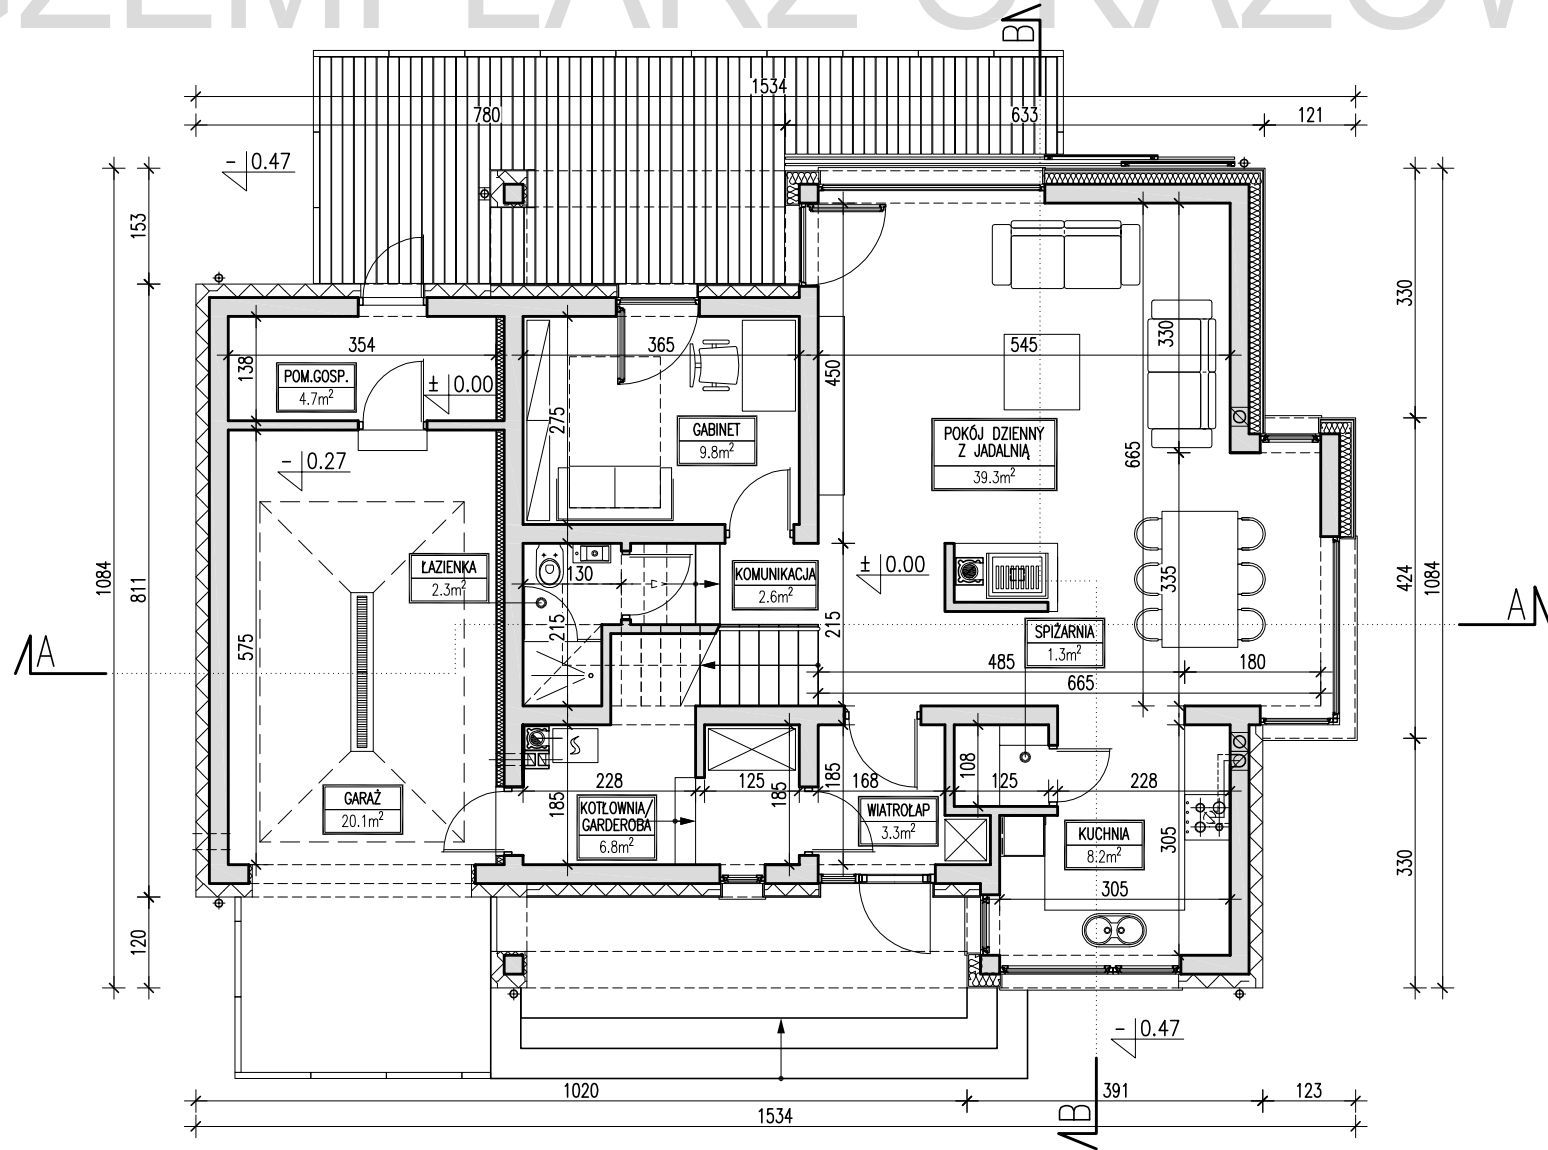 EGZEMPLARZ OKAZOWY
B
1534
780
633
121
- 0.47
153
330
354
138
POM.GOSP.
4.7m²
± 0.00
365
275
GABINET
9.8m²
545
330
450
POKÓJ DZIENNY
Z JADALNIĄ
39.3m²
665
- 0.27
1084
811
ŁAZIENKA
2.3m²
130
KOMUNIKACJA
2.6m²
± 0.00
335
424
1084
A
A
575
215
215
SPIŻARNIA
1.3m²
485
180
665
GARAŻ
20.1m²
228
125
185
168
108
125
228
185
185
KOTŁOWNIA/
GARDEROBA
6.8m²
WIATROŁAP
3.3m²
KUCHNIA
8.2m²
305
305
330
120
- 0.47
1020
391
123
B
1534